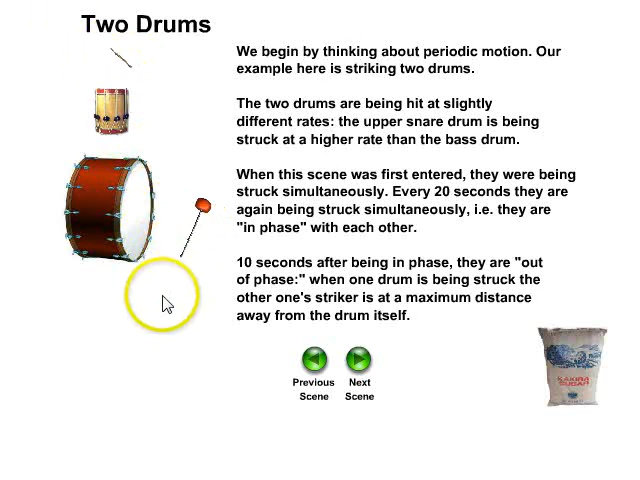 Two Drums
We begin by thinking about periodic motion. Our
example here is striking two drums.
The two drums are being hit at slightly
different rates: the upper snare drum is being
struck at a higher rate than the bass drum.
When this scene was first entered, they were being
struck simultaneously. Every 20 seconds they are
again being struck simultaneously, i.e. they are
"in phase" with each other.
10 seconds after being in phase, they are "out
of phase:" when one drum is being struck the
other one's striker is at a maximum distance
away from the drum itself.
Previous
Scene
Next
Scene
SUGAR